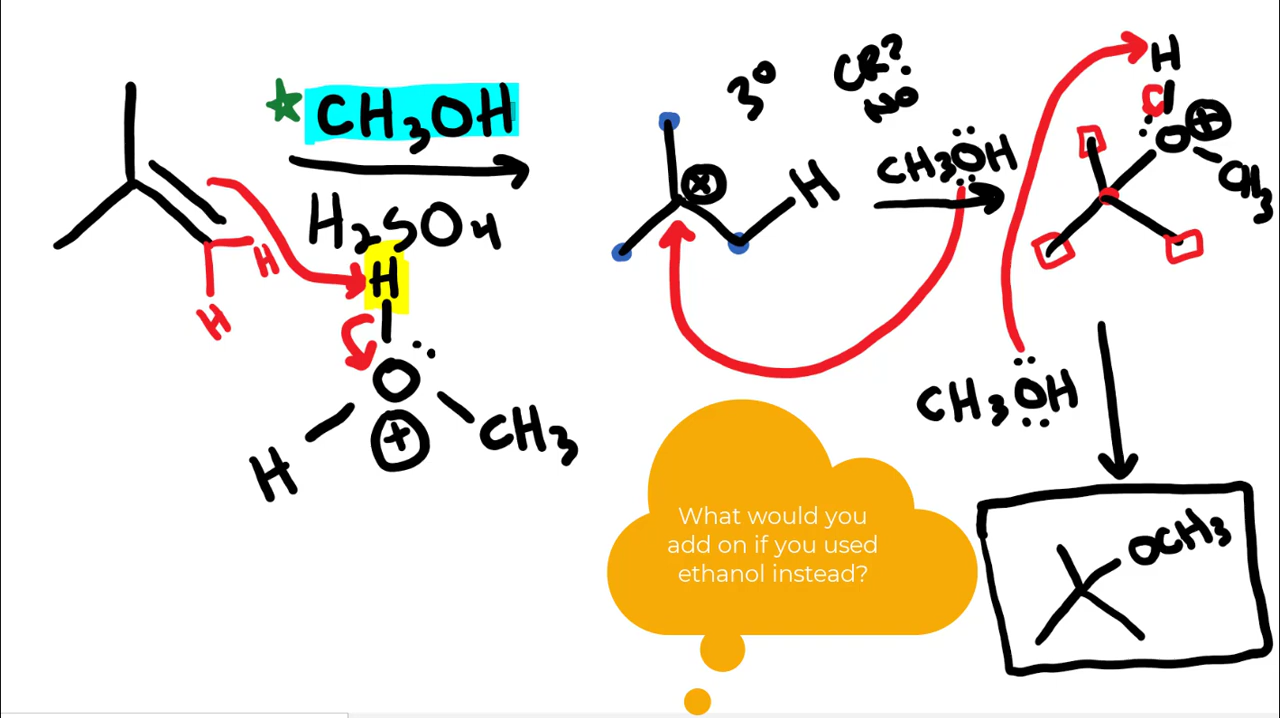 CH3OH
H2SO4
H
O
+
H
CH3
H
H
3°
CR?
No
+
H
CH3OH
H
O +
CH3
CH3OH
OCH3
What would you
add on if you used
ethanol instead?